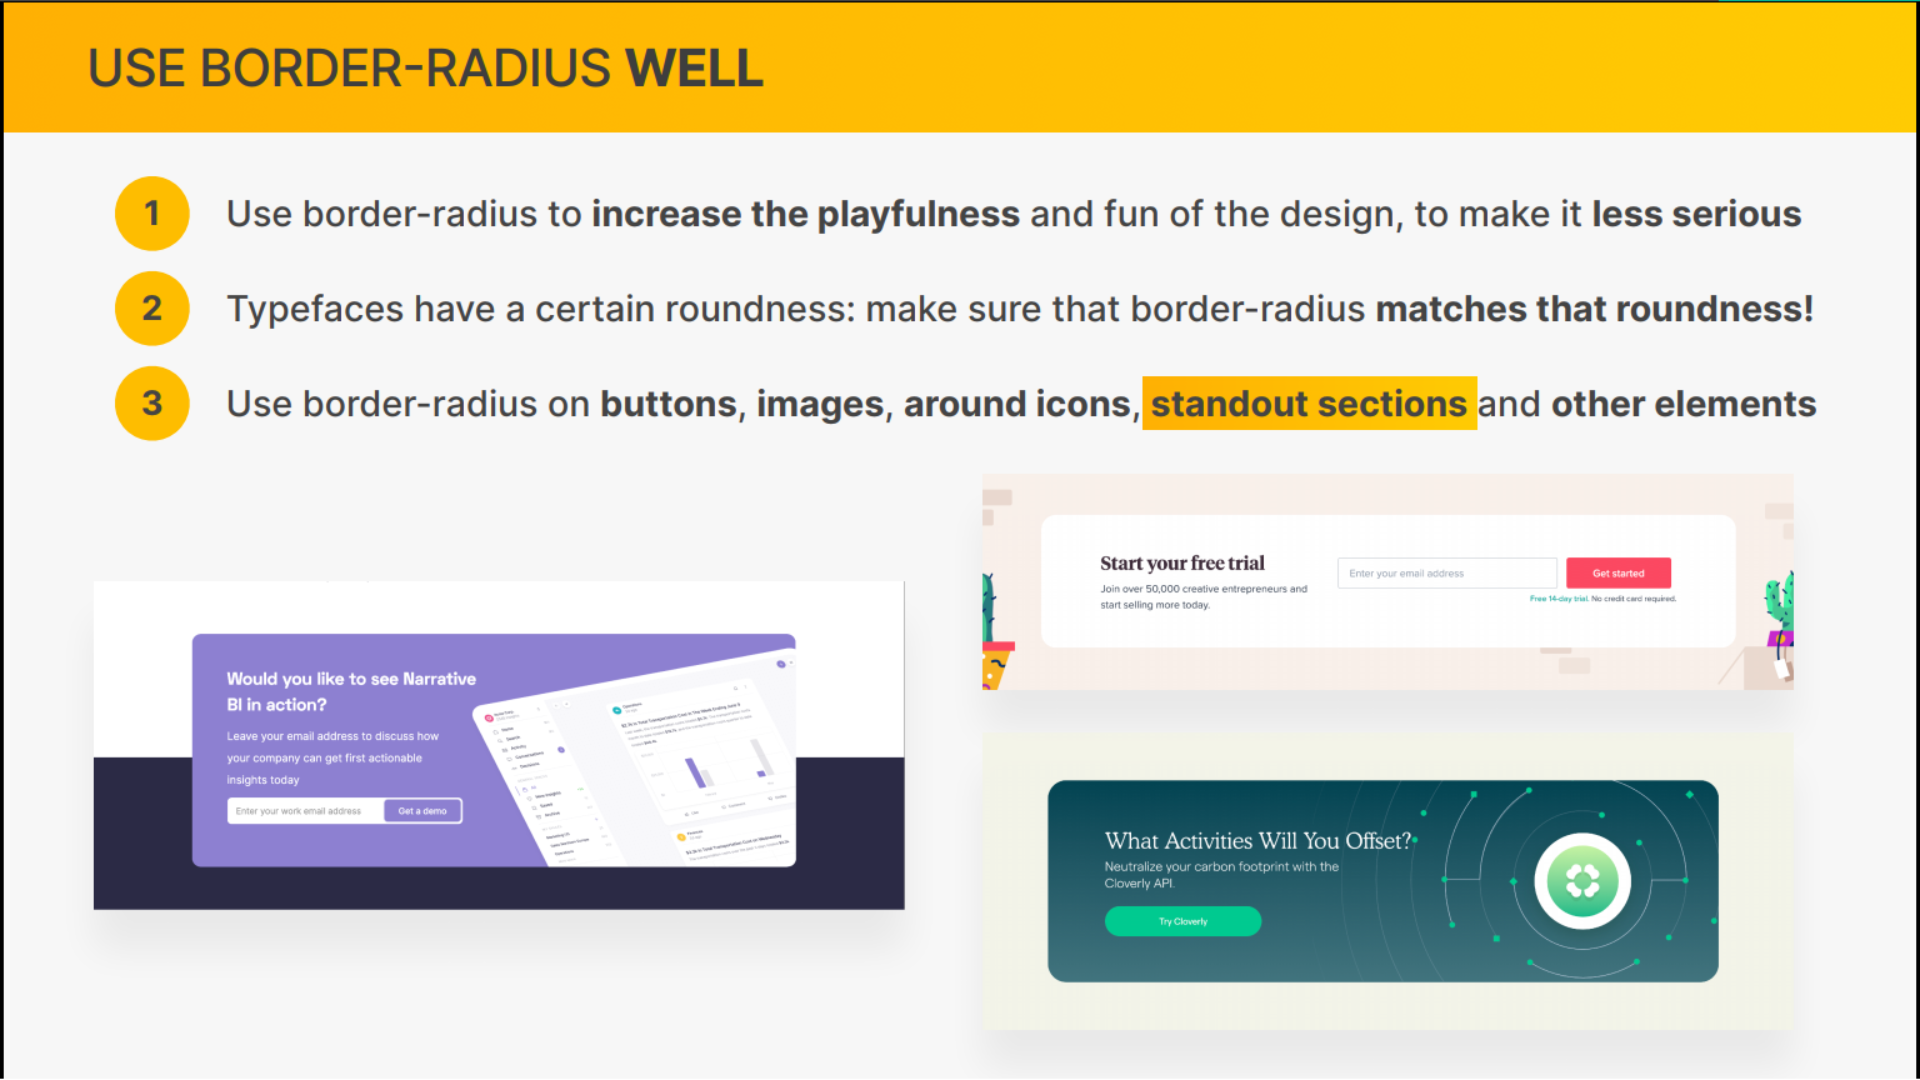 USE BORDER-RADIUS WELL
1 Use border-radius to increase the playfulness and fun of the design, to make it less serious
2 Typefaces have a certain roundness: make sure that border-radius matches that roundness!
3 Use border-radius on buttons, images, around icons, standout sections and other elements
Would you like to see Narrative
BI in action?
Leave your email address to discuss how
your company can get first actionable
insights today
Enter your work email address
Get a demo
Start your free trial
Join over 50,000 creative entrepreneurs and
start selling more today.
Enter your email address
Get started
Free 14-day trial. No credit card required.
What Activities Will You Offset?
Neutralize your carbon footprint with the
Cloverly API.
Try Cloverly